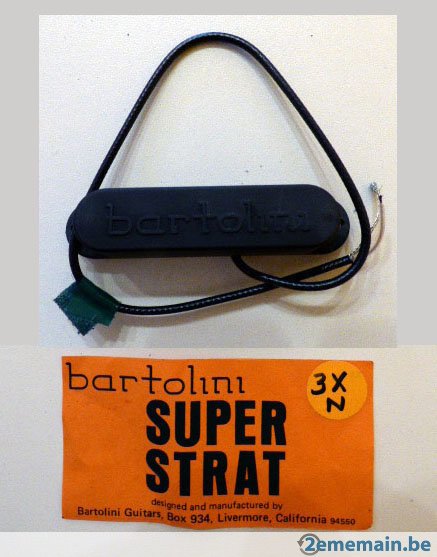 bartolini
bartolini
3X
N
SUPER
STRAT
designed and manufactured by
Bartolini Guitars, Box 934, Livermore, California 94550
2ememain.be